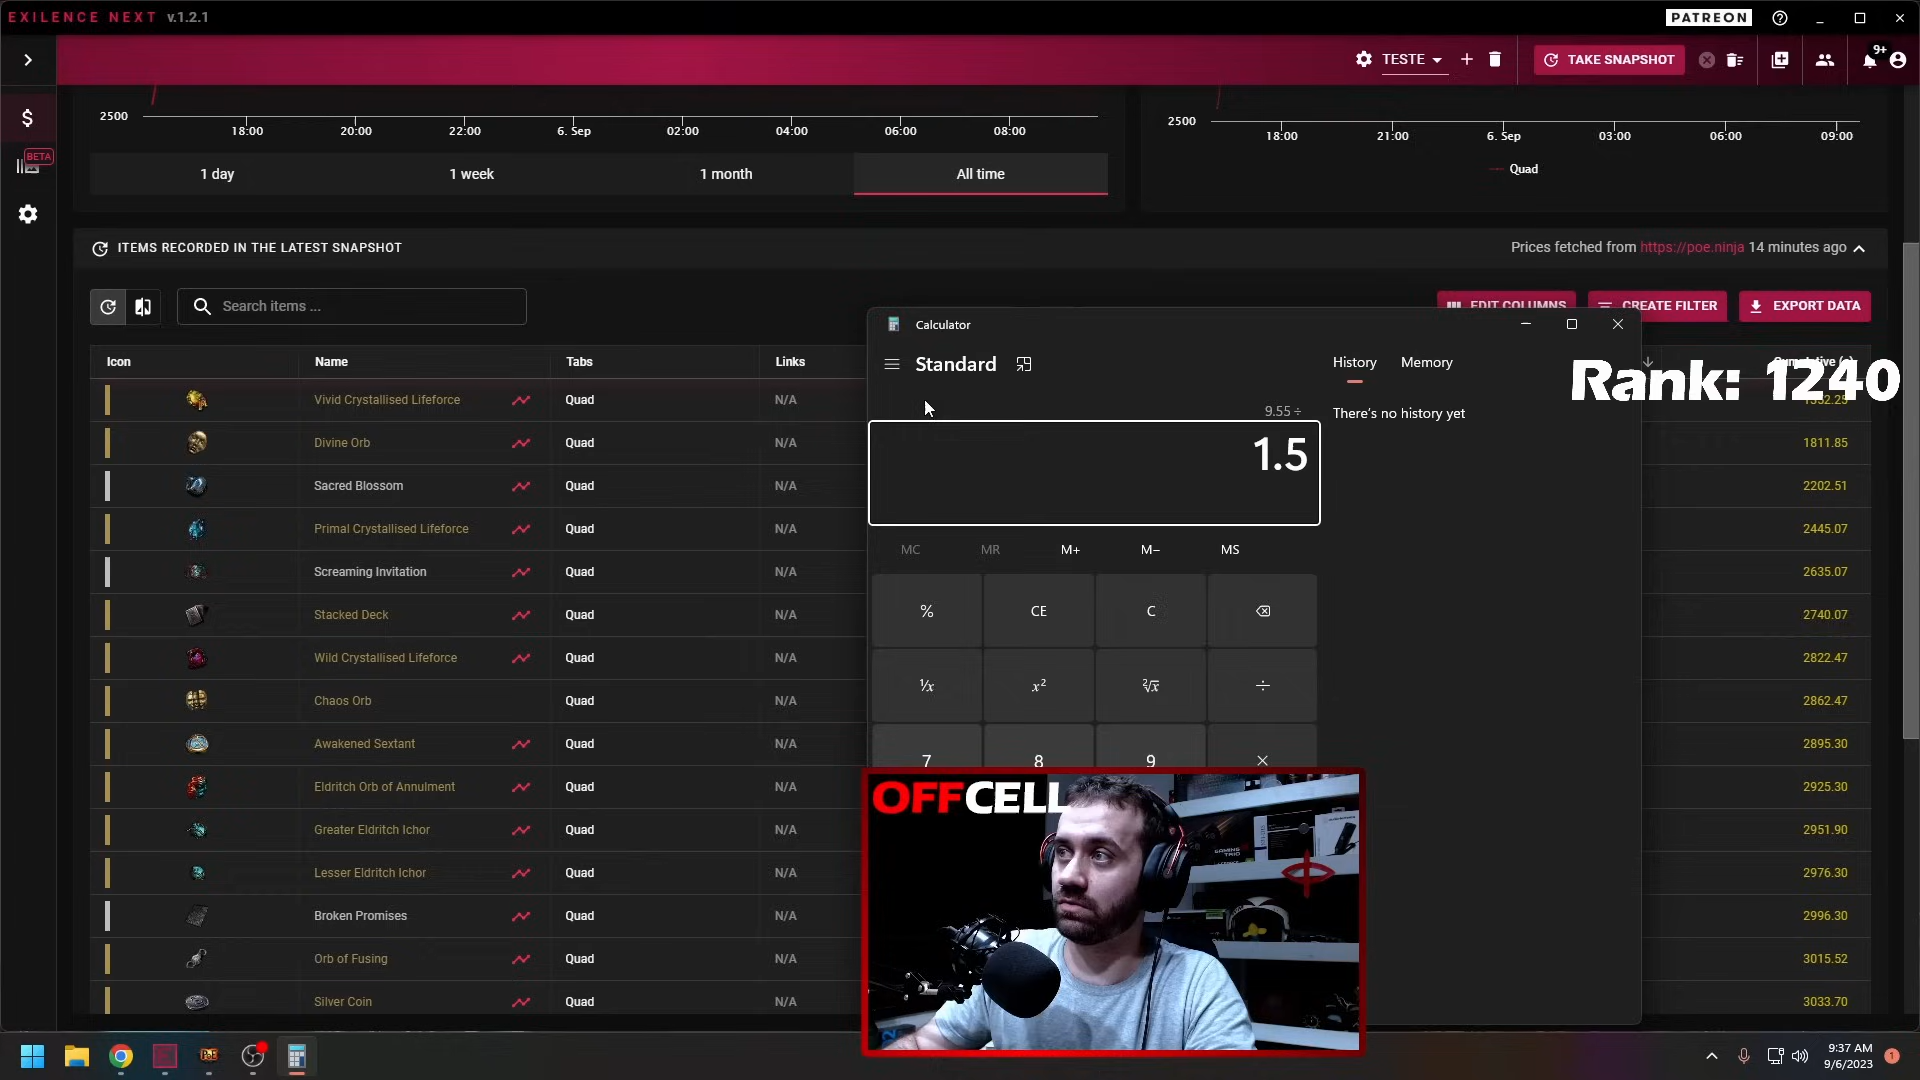 EXILENCE NEXT v.1.2.1
PATREON
TESTE
TAKE SNAPSHOT
9+
BETA
2500
18:00 20:00 22:00 6. Sep 02:00 04:00 06:00 08:00
1 day 1 week 1 month All time
2500
18:00 21:00 6. Sep 03:00 06:00 09:00
Quad
ITEMS RECORDED IN THE LATEST SNAPSHOT
Prices fetched from https://poe.ninja 14 minutes ago
Search items ...
EDIT COLUMNS CREATE FILTER EXPORT DATA
Icon Name Tabs Links
Vivid Crystallised Lifeforce Quad N/A
Divine Orb Quad N/A 1811.85
Sacred Blossom Quad N/A 2202.51
Primal Crystallised Lifeforce Quad N/A 2445.07
Screaming Invitation Quad N/A 2635.07
Stacked Deck Quad N/A 2740.07
Wild Crystallised Lifeforce Quad N/A 2822.47
Chaos Orb Quad N/A 2862.47
Awakened Sextant Quad N/A 2895.30
Eldritch Orb of Annulment Quad N/A 2925.30
Greater Eldritch Ichor Quad N/A 2951.90
Lesser Eldritch Ichor Quad N/A 2976.30
Broken Promises Quad N/A 2996.30
Orb of Fusing Quad N/A 3015.52
Silver Coin Quad N/A 3033.70
Calculator
Standard
History Memory
There's no history yet
9.55 ÷
1.5
MC MR M+ M− MS
% CE C
¹/x x² ²√x ÷
7 8 9 ×
Rank: 1240
OFFCELL
9:37 AM
9/6/2023
1